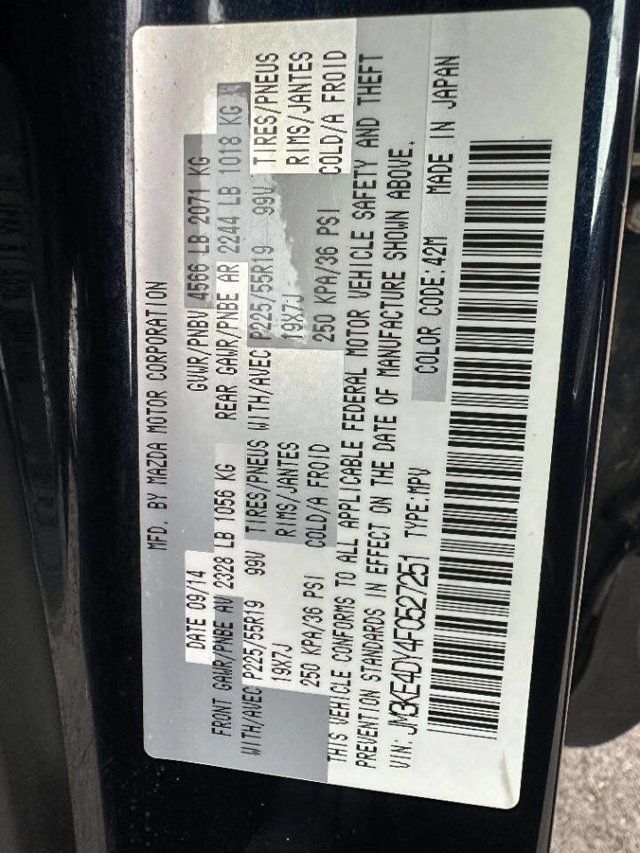 MFD. BY MAZDA MOTOR CORPORATION
DATE 09/14 GVWR/PNBV 4566 LB 2071 KG
FRONT GAWR/PNBE AV 2328 LB 1056 KG REAR GAWR/PNBE AR 2244 LB 1018 KG
WITH/AVEC P225/55R19 99V TIRES/PNEUS WITH/AVEC P225/55R19 99V TIRES/PNEUS
19X7J RIMS/JANTES 19X7J RIMS/JANTES
250 KPA/36 PSI COLD/A FROID 250 KPA/36 PSI COLD/A FROID
THIS VEHICLE CONFORMS TO ALL APPLICABLE FEDERAL MOTOR VEHICLE SAFETY AND THEFT
PREVENTION STANDARDS IN EFFECT ON THE DATE OF MANUFACTURE SHOWN ABOVE.
VIN: JM3KE4DY4F0527251 TYPE:MPV COLOR CODE:42M MADE IN JAPAN